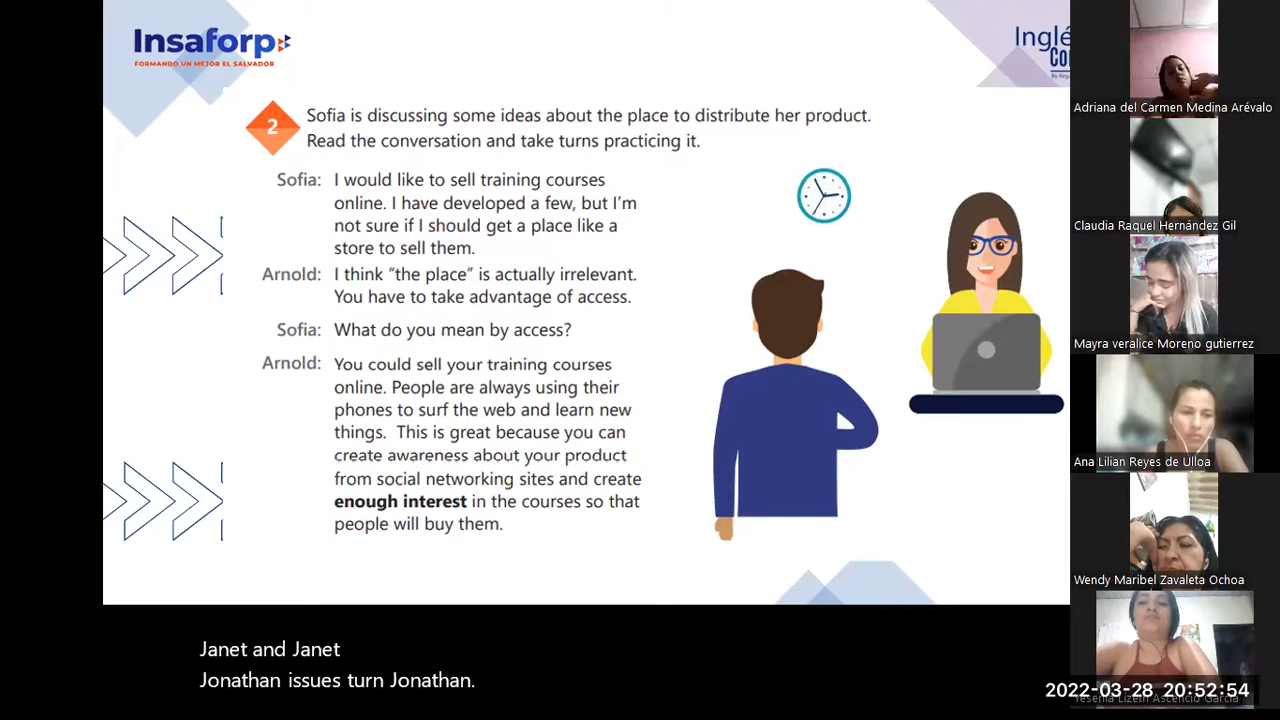 Insaforp
FORMANDO UN MEJOR EL SALVADOR
Inglé
2
Sofia is discussing some ideas about the place to distribute her product.
Read the conversation and take turns practicing it.
Sofia: I would like to sell training courses
online. I have developed a few, but I'm
not sure if I should get a place like a
store to sell them.
Arnold: I think "the place" is actually irrelevant.
You have to take advantage of access.
Sofia: What do you mean by access?
Arnold: You could sell your training courses
online. People are always using their
phones to surf the web and learn new
things. This is great because you can
create awareness about your product
from social networking sites and create
enough interest in the courses so that
people will buy them.
Janet and Janet
Jonathan issues turn Jonathan.
Adriana del Carmen Medina Arévalo
Claudia Raquel Hernández Gil
Mayra veralice Moreno gutierrez
Ana Lilian Reyes de Ulloa
Wendy Maribel Zavaleta Ochoa
Yesenia Lizeth Ascencio Garcia
2022-03-28 20:52:54